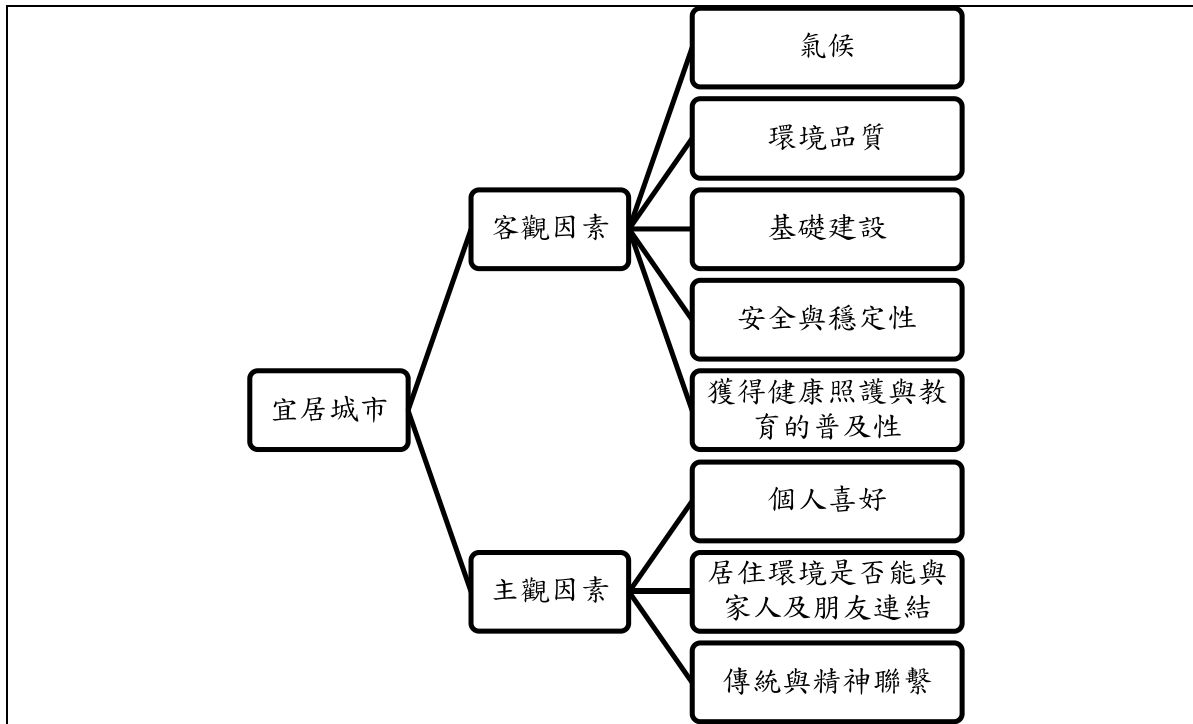 宜居城市
客觀因素
氣候
環境品質
基礎建設
安全與穩定性
獲得健康照護與教
育的普及性
主觀因素
個人喜好
居住環境是否能與
家人及朋友連結
傳統與精神聯繫